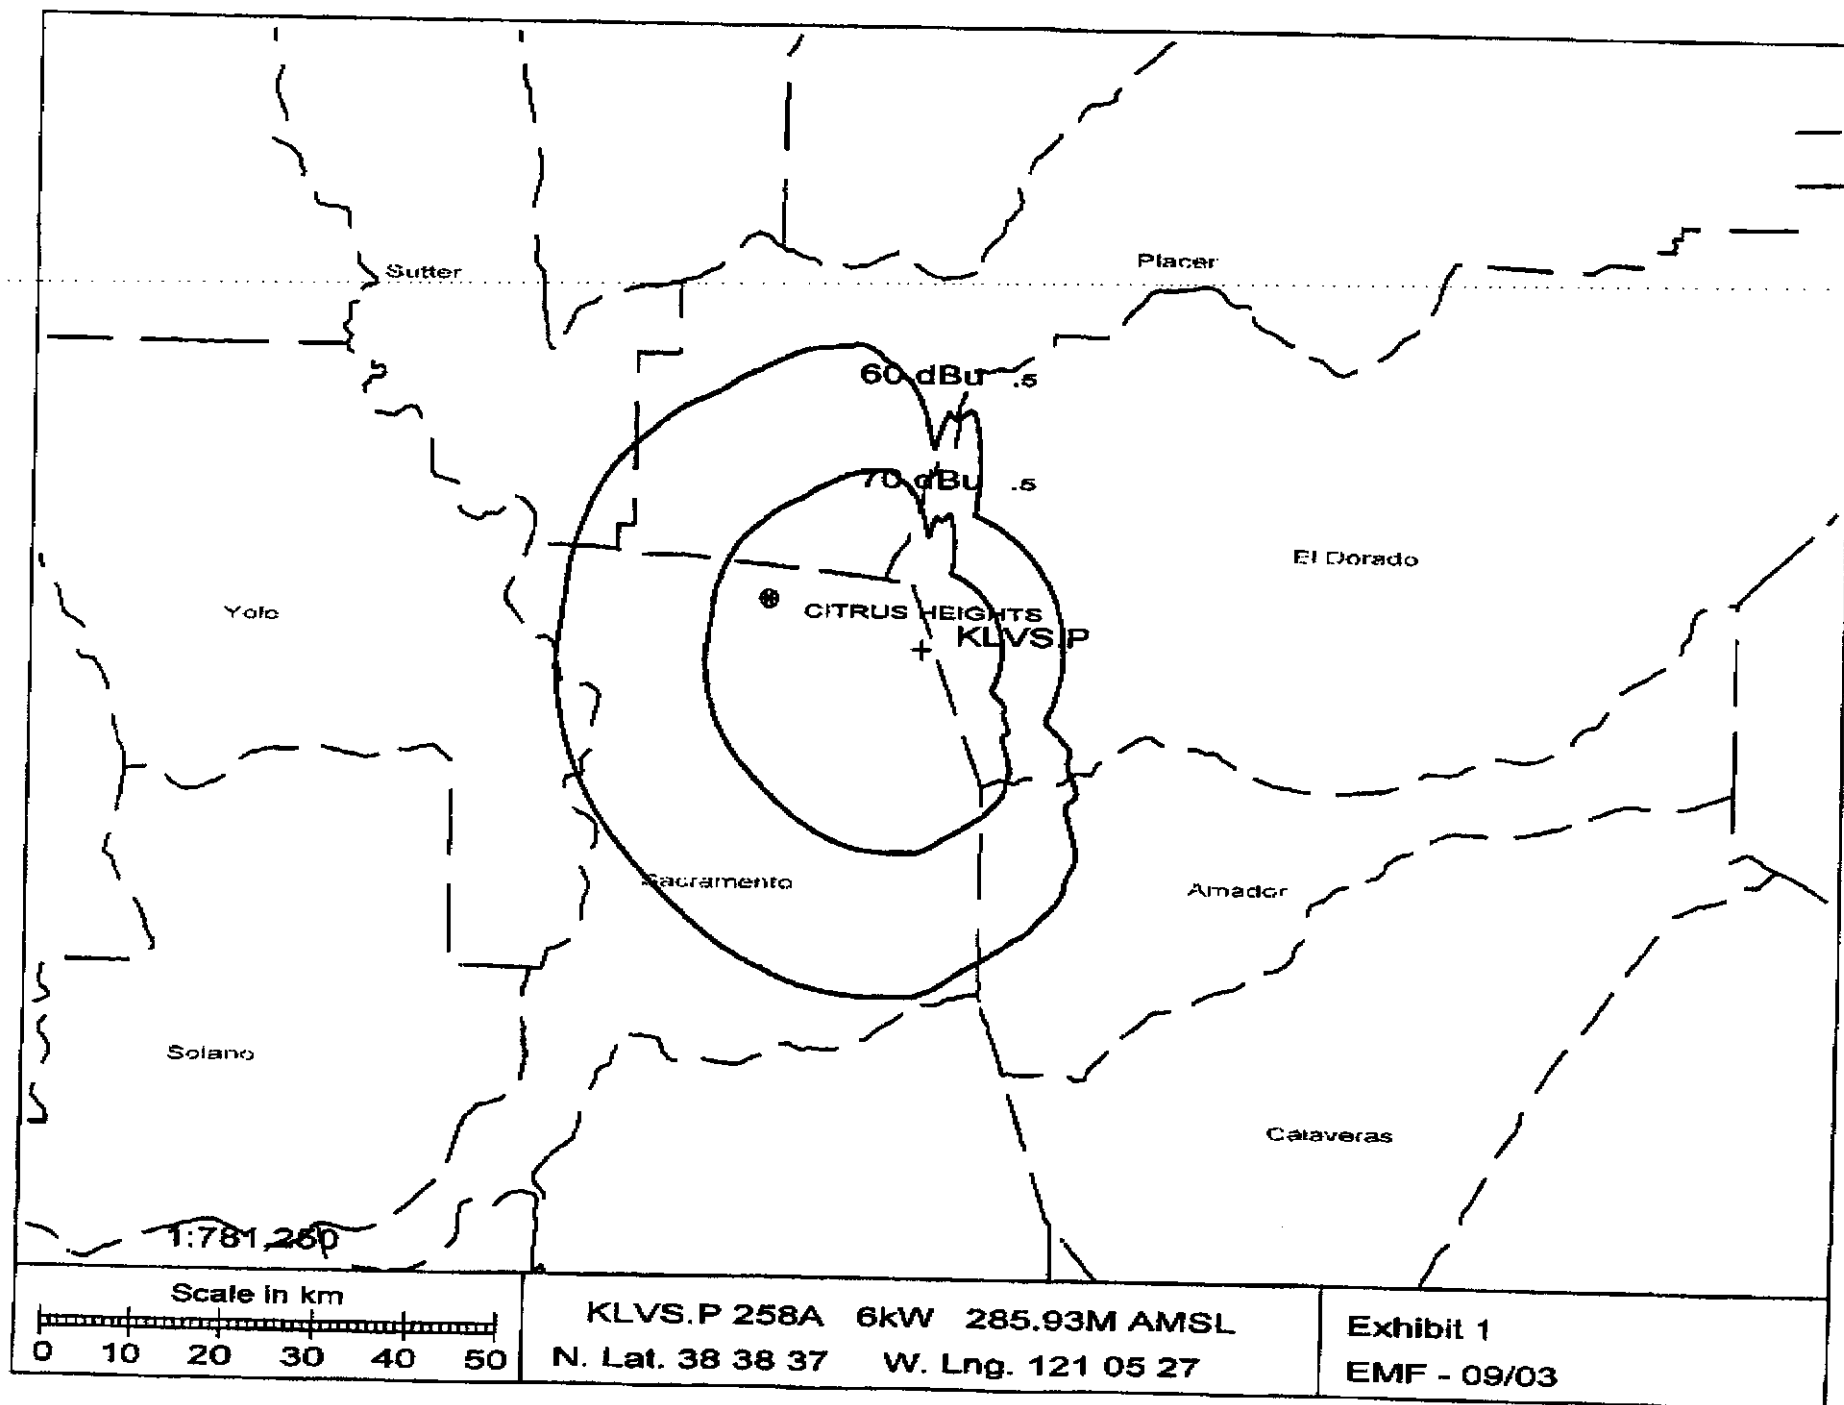 Sutter
Placer
60 dBu .5
70 dBu .5
El Dorado
Yolo
CITRUS HEIGHTS
KLVS.P
Sacramento
Amador
Solano
Calaveras
1:781,250
Scale in km
0 10 20 30 40 50
KLVS.P 258A 6kW 285.93M AMSL
N. Lat. 38 38 37 W. Lng. 121 05 27
Exhibit 1
EMF - 09/03